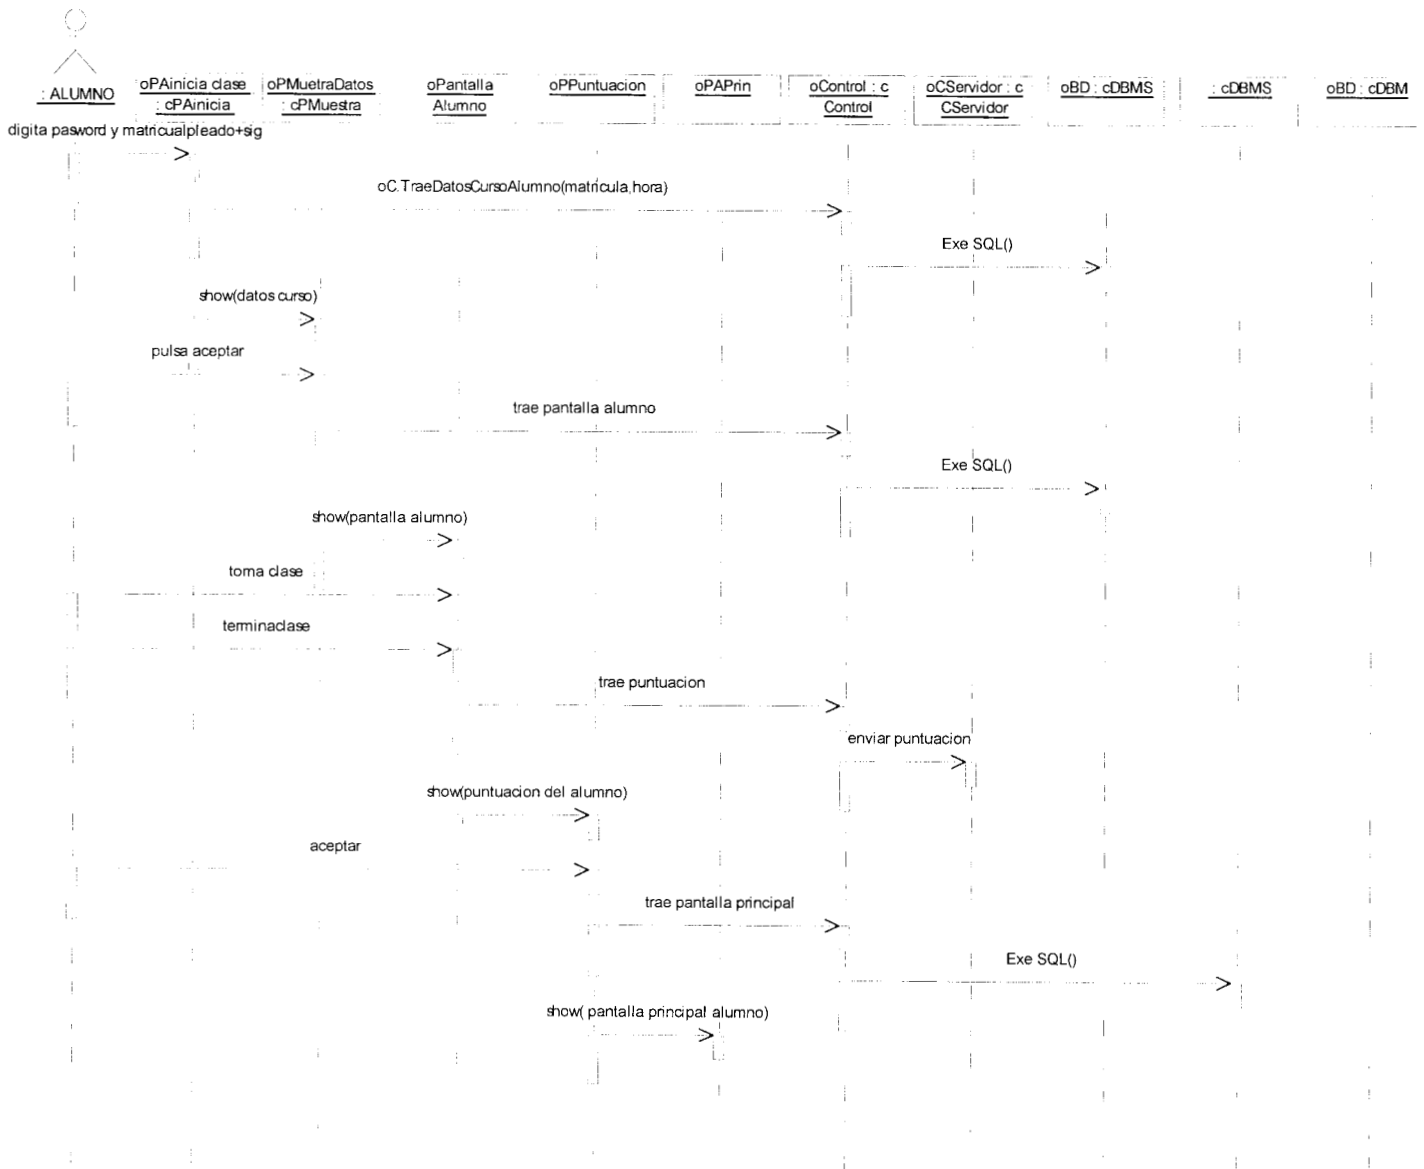 : ALUMNO
oPAinicia clase
: cPAinicia
oPMuetraDatos
: cPMuestra
oPantalla
Alumno
oPPuntuacion
oPAPrin
oControl : c
Control
oCServidor : c
CServidor
oBD : cDBMS
: cDBMS
oBD : cDBM
digita pasword y matricualpleado+sig
oC.TraeDatosCursoAlumno(matricula,hora)
Exe SQL()
show(datos curso)
pulsa aceptar
trae pantalla alumno
Exe SQL()
show(pantalla alumno)
toma clase
terminaclase
trae puntuacion
enviar puntuacion
show(puntuacion del alumno)
aceptar
trae pantalla principal
Exe SQL()
show( pantalla principal alumno)